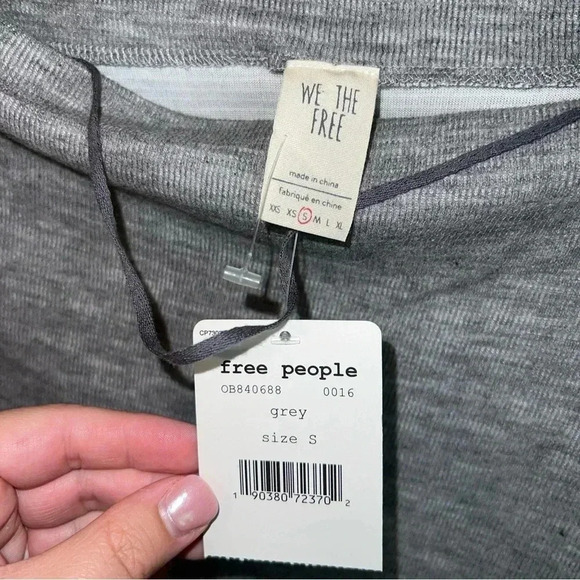 WE THE
FREE
made in china
Fabriqué en chine
XXS XS S M L XL
free people
OB840688 0016
grey
size S
1 90380 72370 2